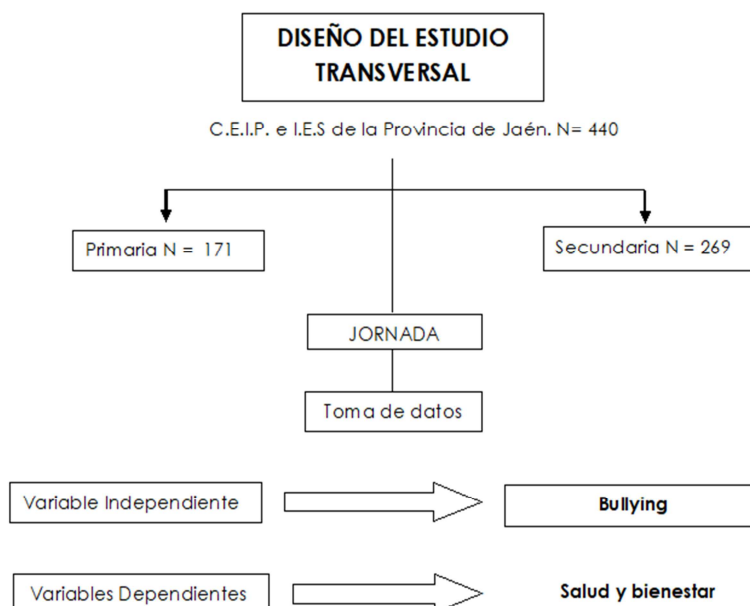 DISEÑO DEL ESTUDIO
TRANSVERSAL
C.E.I.P. e I.E.S de la Provincia de Jaén. N= 440
Primaria N = 171
Secundaria N = 269
JORNADA
Toma de datos
Variable Independiente
Bullying
Variables Dependientes
Salud y bienestar